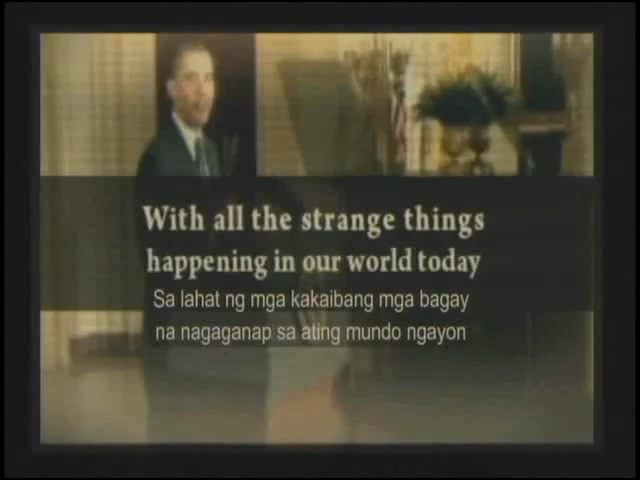 With all the strange things
happening in our world today
Sa lahat ng mga kakaibang mga bagay
na nagaganap sa ating mundo ngayon